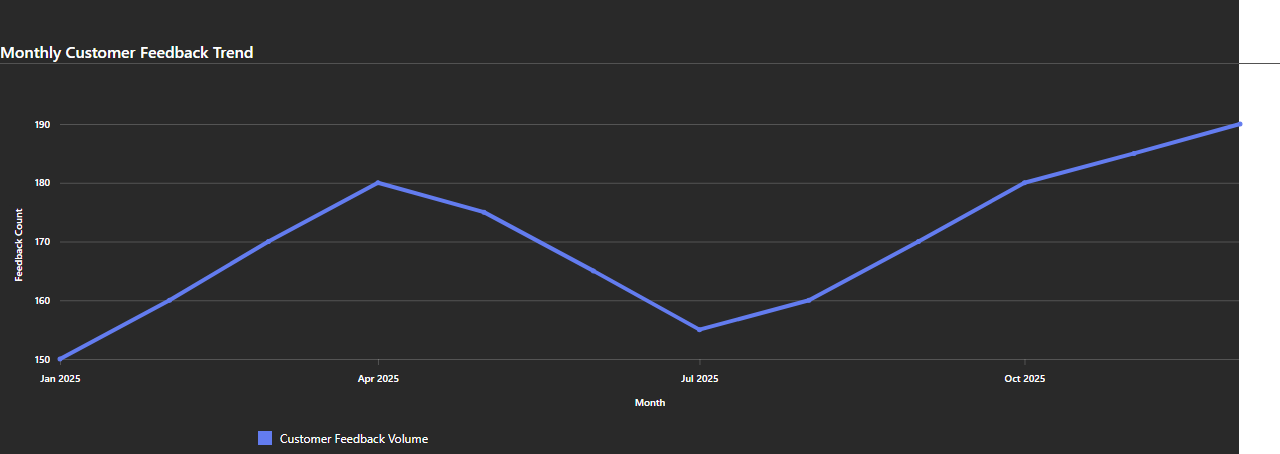 Monthly Customer Feedback Trend
190
180
170
160
150
Feedback Count
Jan 2025 Apr 2025 Jul 2025 Oct 2025
Month
Customer Feedback Volume